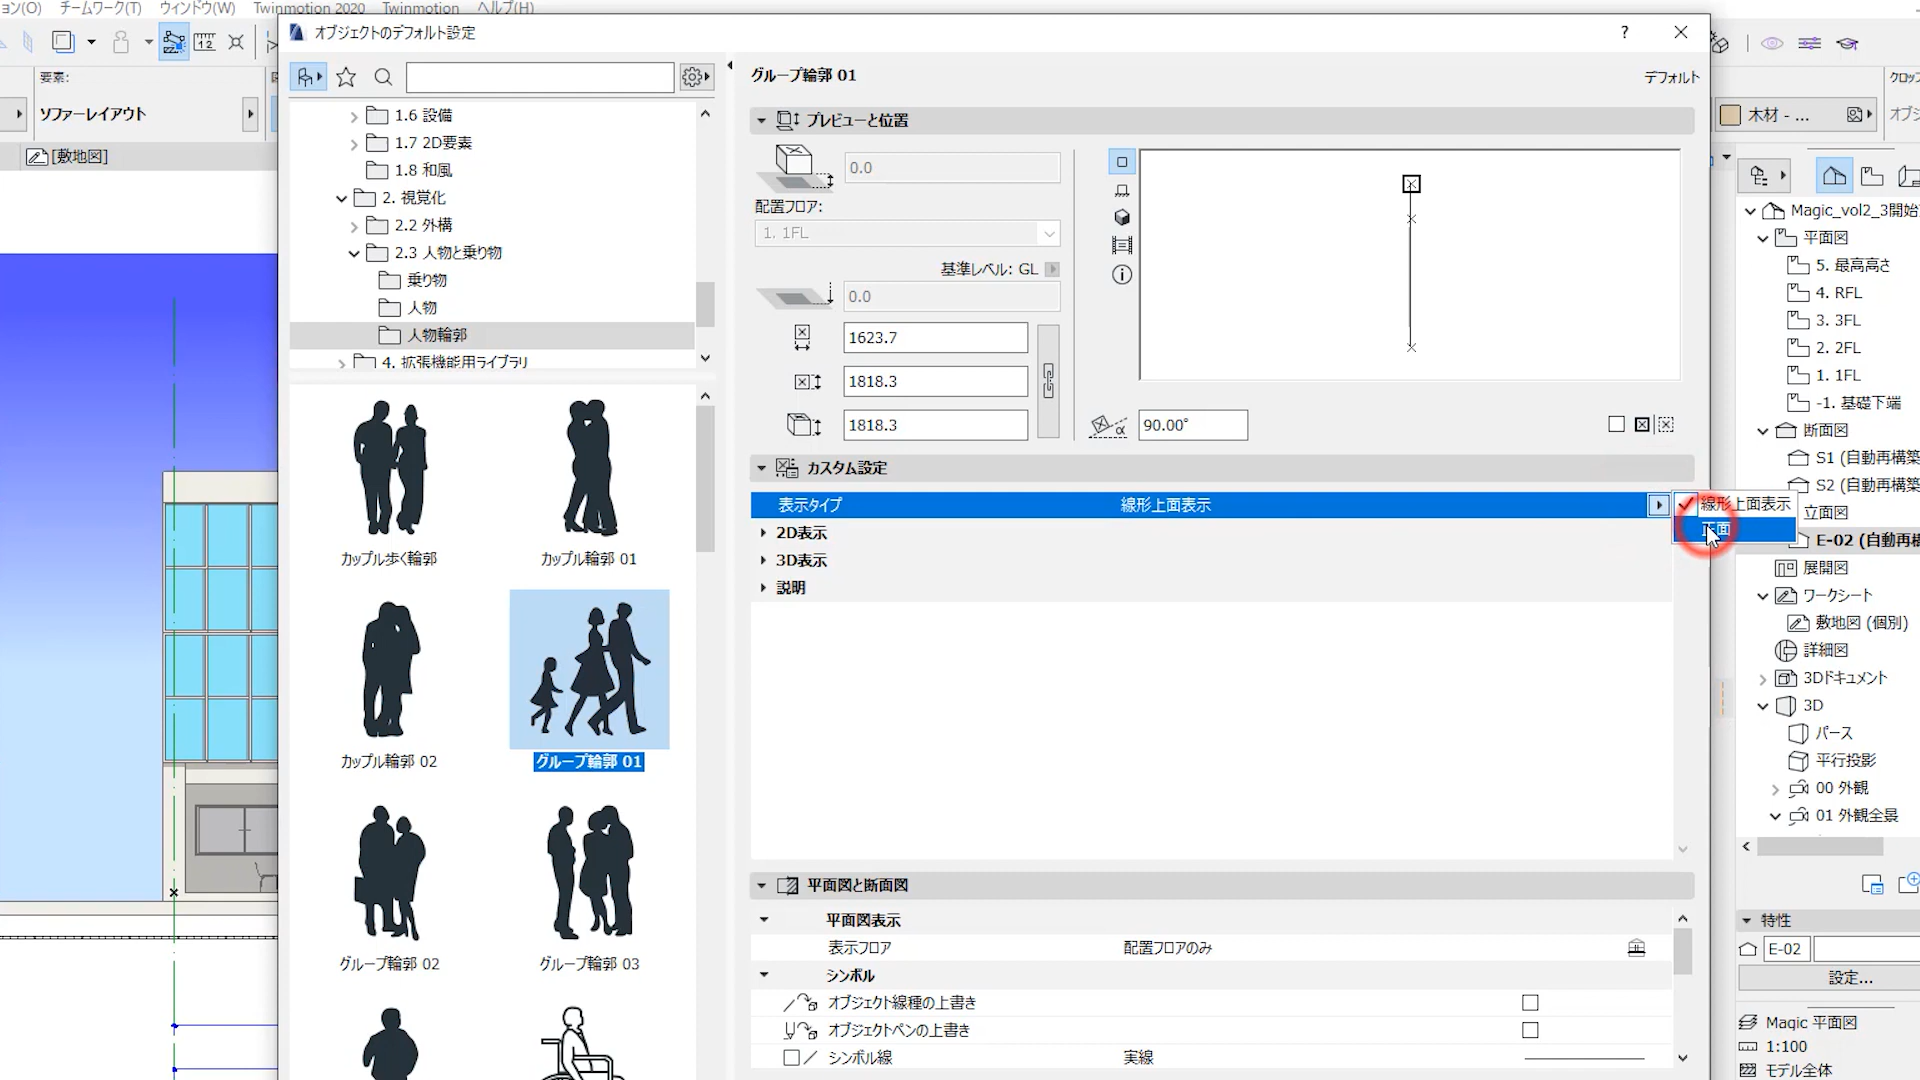 ョン(O) チームワーク(T) ウィンドウ(W) Twinmotion 2020 Twinmotion ヘルプ(H)
要素:
ソファーレイアウト
[敷地図]
オブジェクトのデフォルト設定
?
1.6 設備
1.7 2D要素
1.8 和風
2. 視覚化
2.2 外構
2.3 人物と乗り物
乗り物
人物
人物輪郭
4. 拡張機能用ライブラリ
カップル歩く輪郭
カップル輪郭 01
カップル輪郭 02
グループ輪郭 01
グループ輪郭 02
グループ輪郭 03
グループ輪郭 01
デフォルト
プレビューと位置
0.0
配置フロア:
1. 1FL
基準レベル: GL
0.0
1623.7
1818.3
1818.3
α
90.00°
カスタム設定
表示タイプ 線形上面表示
2D表示
3D表示
説明
線形上面表示
正面
平面図と断面図
平面図表示
表示フロア 配置フロアのみ
シンボル
オブジェクト線種の上書き
オブジェクトペンの上書き
シンボル線 実線
木材 - ...
Magic_vol2_3開始
平面図
5. 最高高さ
4. RFL
3. 3FL
2. 2FL
1. 1FL
-1. 基礎下端
断面図
S1 (自動再構築
S2 (自動再構築
立面図
E-02 (自動再構
展開図
ワークシート
敷地図 (個別)
詳細図
3Dドキュメント
3D
パース
平行投影
00 外観
01 外観全景
特性
E-02
設定...
Magic 平面図
1:100
モデル全体